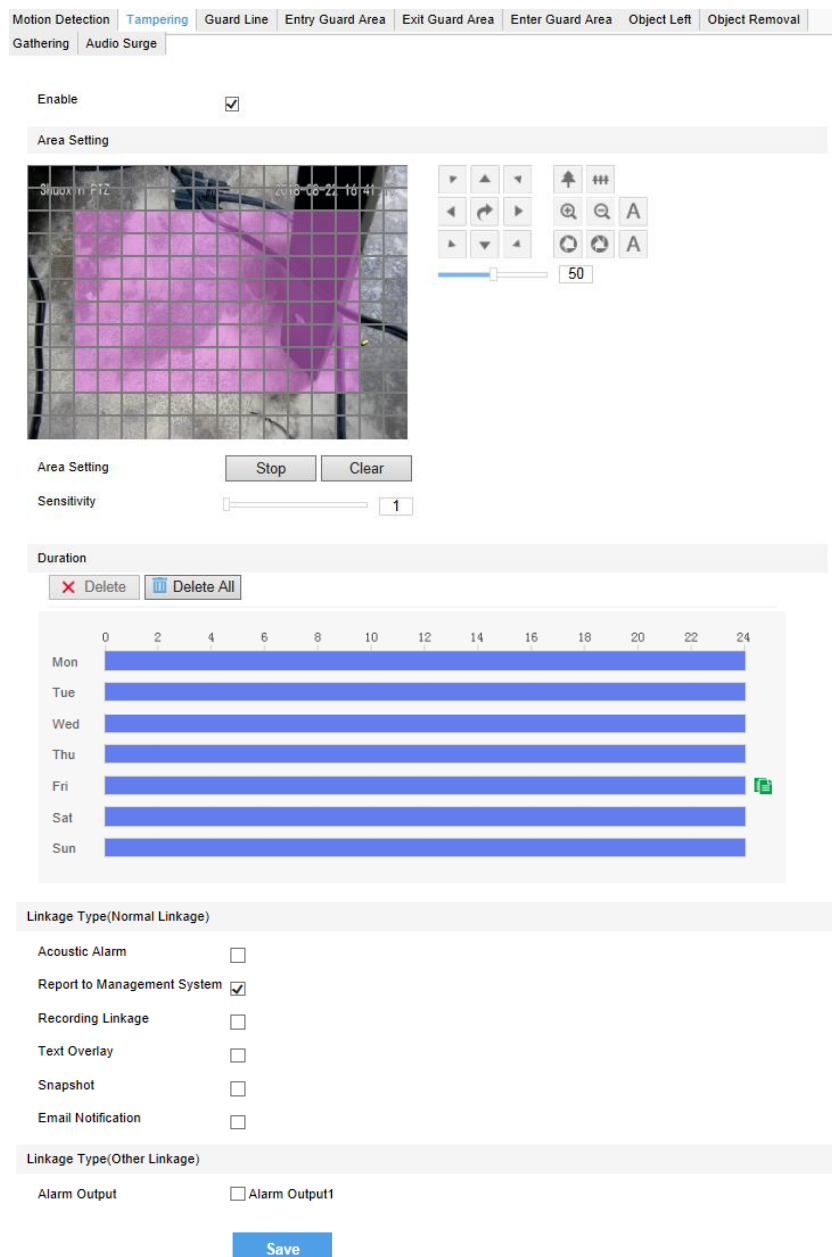 Motion Detection Tampering Guard Line Entry Guard Area Exit Guard Area Enter Guard Area Object Left Object Removal
Gathering Audio Surge
Enable
Area Setting
PTZ 2018-08-22 16:41
A
A
50
Area Setting Stop Clear
Sensitivity 1
Duration
Delete Delete All
0 2 4 6 8 10 12 14 16 18 20 22 24
Mon
Tue
Wed
Thu
Fri
Sat
Sun
Linkage Type(Normal Linkage)
Acoustic Alarm
Report to Management System
Recording Linkage
Text Overlay
Snapshot
Email Notification
Linkage Type(Other Linkage)
Alarm Output Alarm Output1
Save